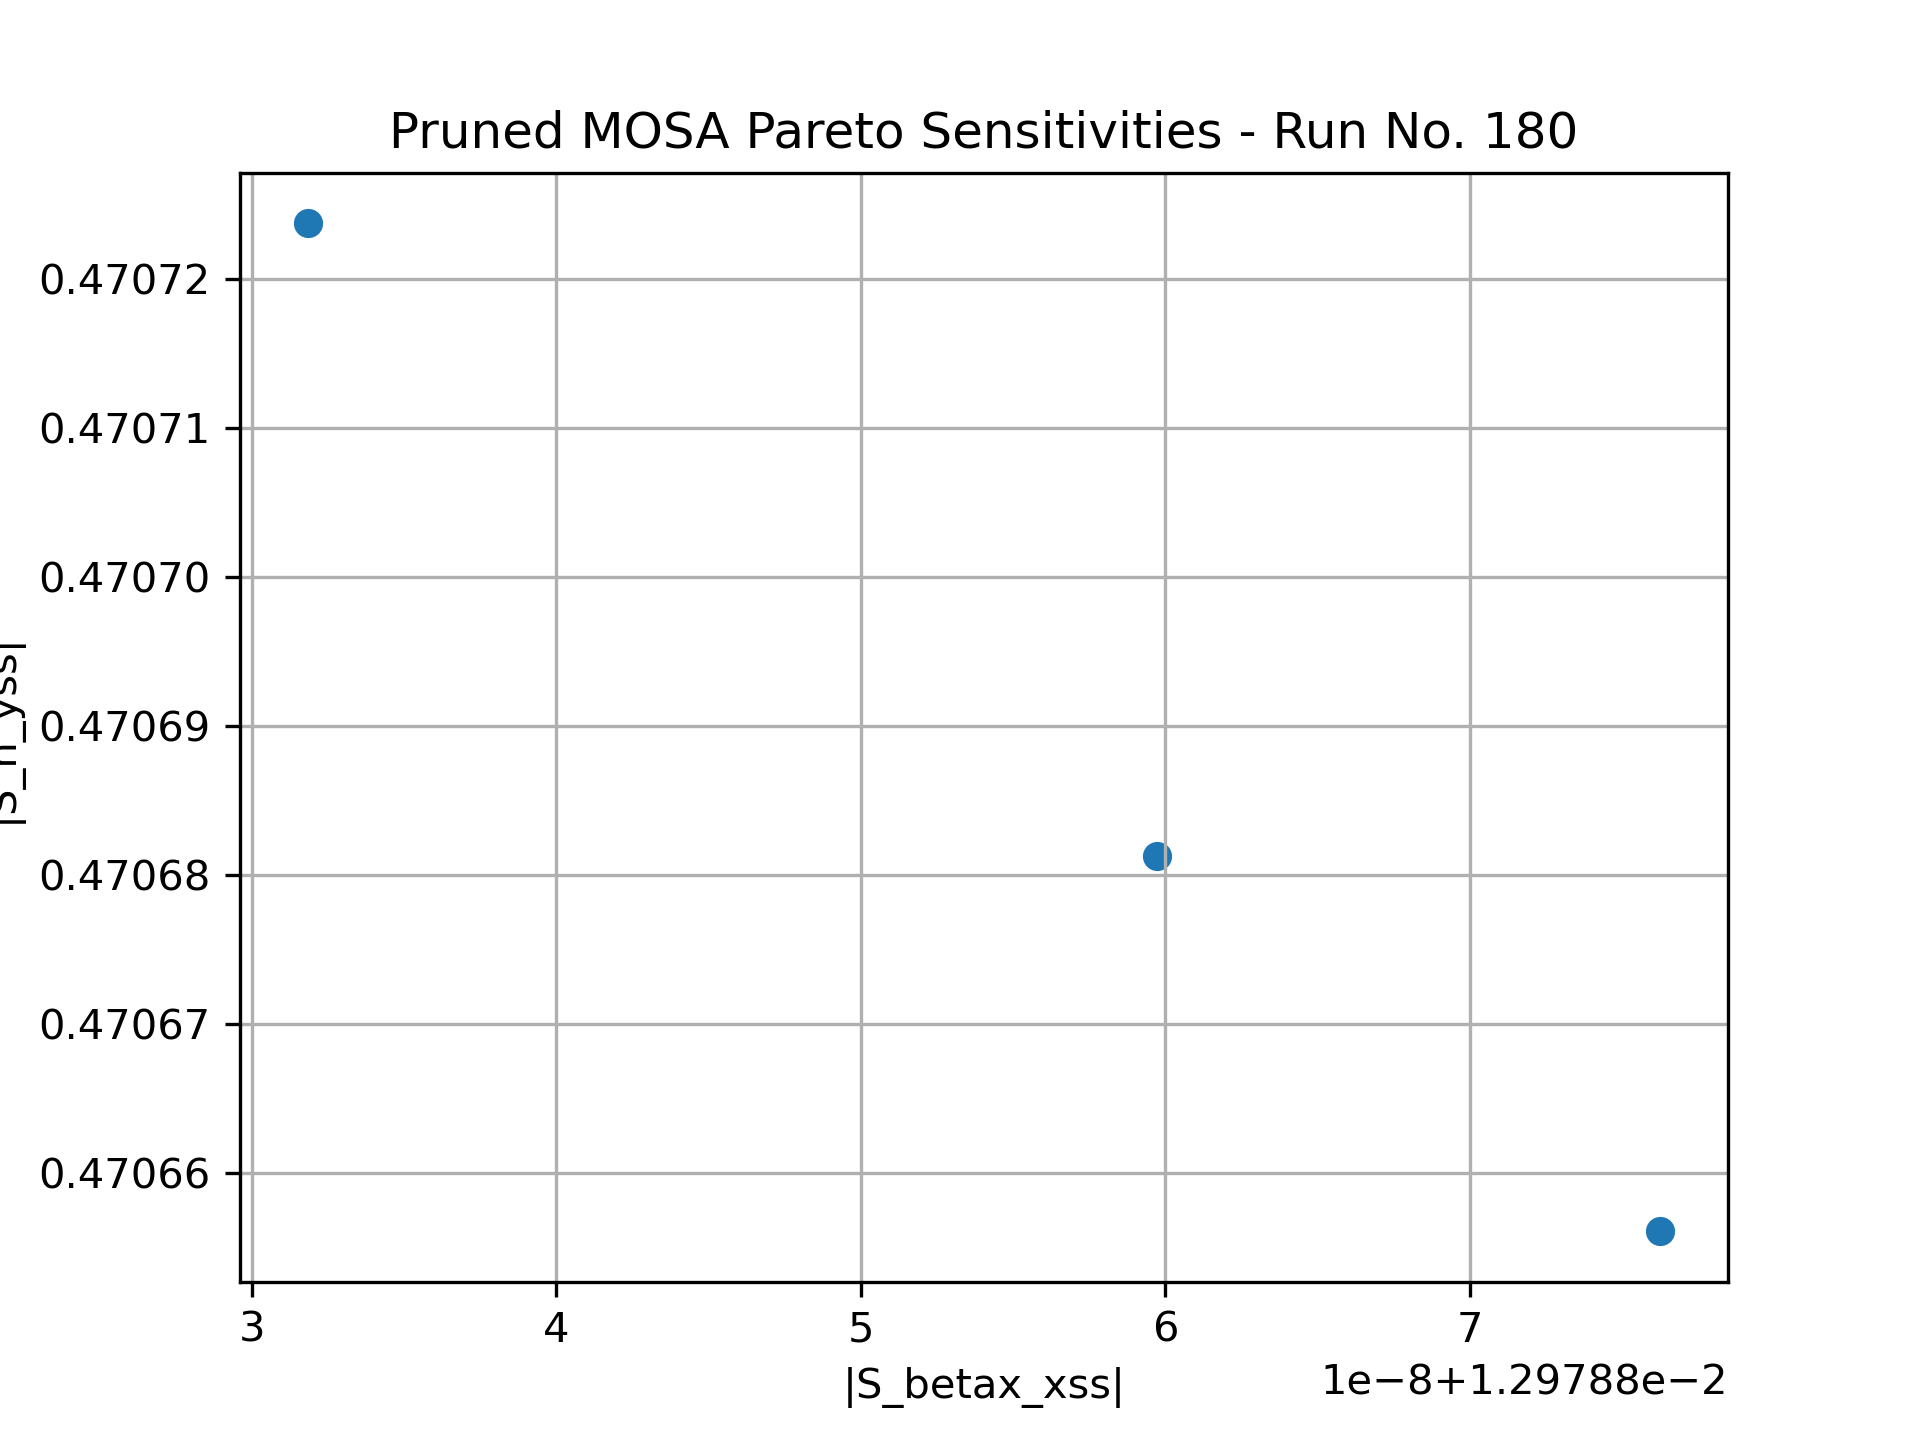 Pruned MOSA Pareto Sensitivities - Run No. 180
0.47072
0.47071
0.47070
0.47069
0.47068
0.47067
0.47066
3 4 5 6 7
1e−8+1.29788e−2
|S_betax_xss|